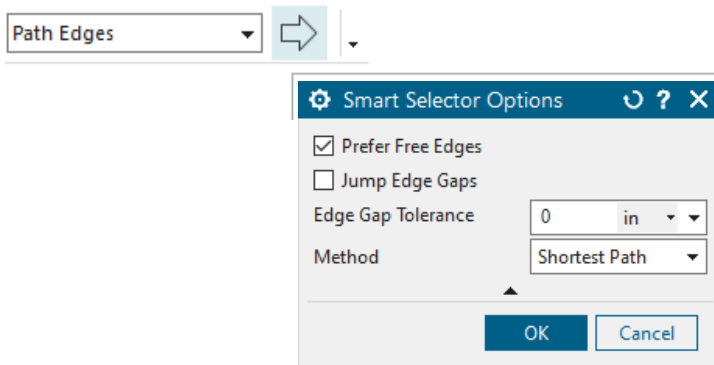 Path Edges
Smart Selector Options ?
Prefer Free Edges
Jump Edge Gaps
Edge Gap Tolerance 0 in
Method Shortest Path
OK Cancel